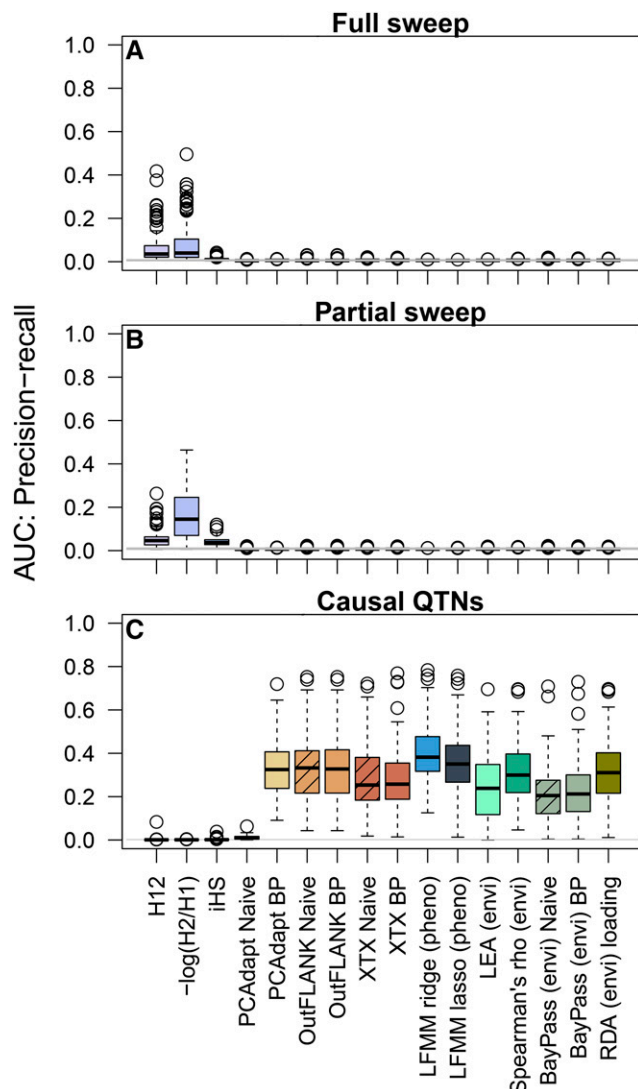 Full sweep
A
1.0
0.8
0.6
0.4
0.2
0.0
Partial sweep
B
1.0
0.8
0.6
0.4
0.2
0.0
AUC: Precision−recall
Causal QTNs
C
1.0
0.8
0.6
0.4
0.2
0.0
H12
-log(H2/H1)
iHS
PCAdapt Naive
PCAdapt BP
OutFLANK Naive
OutFLANK BP
XTX Naive
XTX BP
LFMM ridge (pheno)
LFMM lasso (pheno)
LEA (envi)
Spearman's rho (envi)
BayPass (envi) Naive
BayPass (envi) BP
RDA (envi) loading